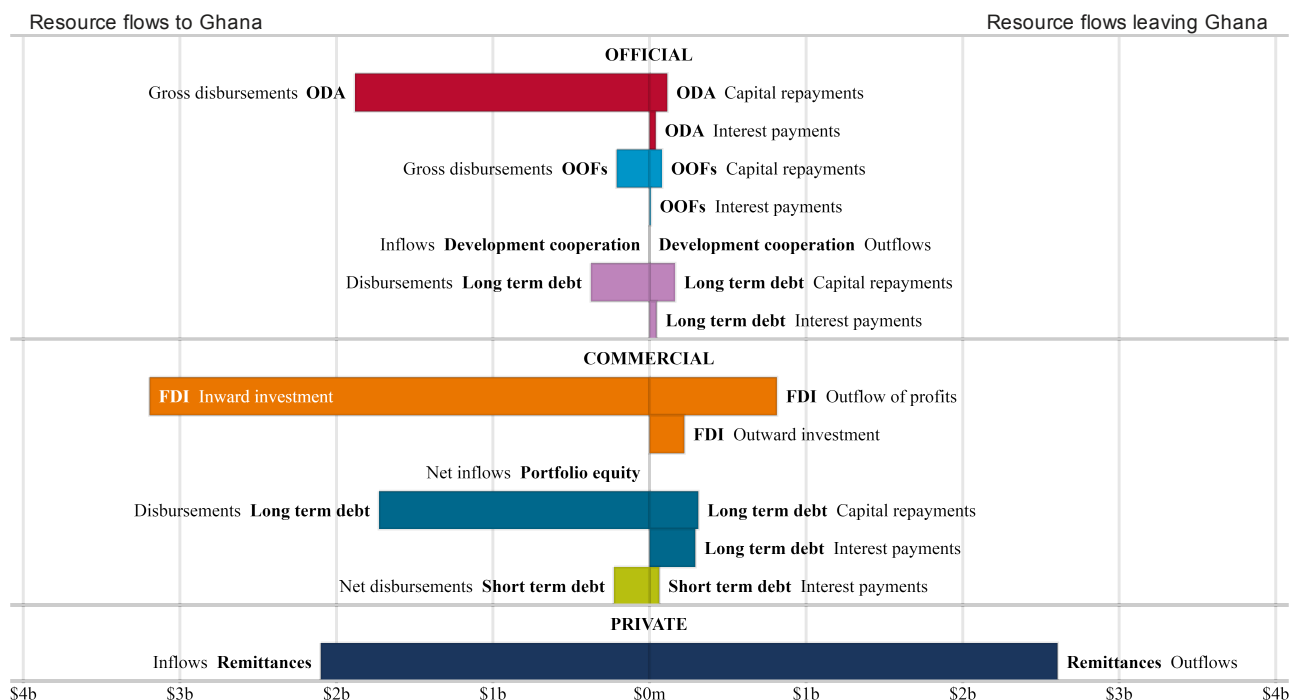 Resource flows to Ghana Resource flows leaving Ghana
OFFICIAL
Gross disbursements ODA ODA Capital repayments
ODA Interest payments
Gross disbursements OOFs OOFs Capital repayments
OOFs Interest payments
Inflows Development cooperation Development cooperation Outflows
Disbursements Long term debt Long term debt Capital repayments
Long term debt Interest payments
COMMERCIAL
FDI Inward investment FDI Outflow of profits
FDI Outward investment
Net inflows Portfolio equity
Disbursements Long term debt Long term debt Capital repayments
Long term debt Interest payments
Net disbursements Short term debt Short term debt Interest payments
PRIVATE
Inflows Remittances Remittances Outflows
$4b $3b $2b $1b $0m $1b $2b $3b $4b